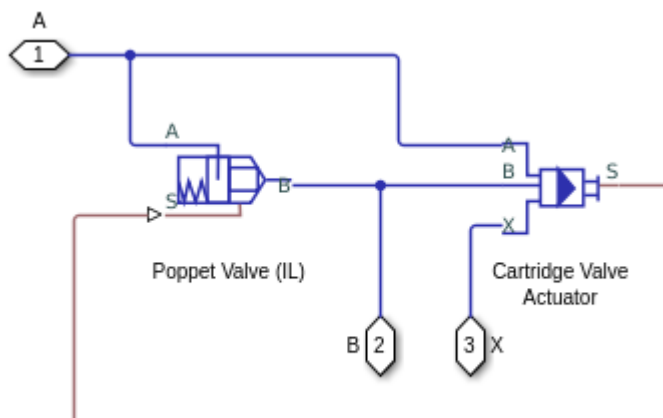 A
1
A
A
B
B
S
S
X
Poppet Valve (IL)
Cartridge Valve
Actuator
B 2
3 X